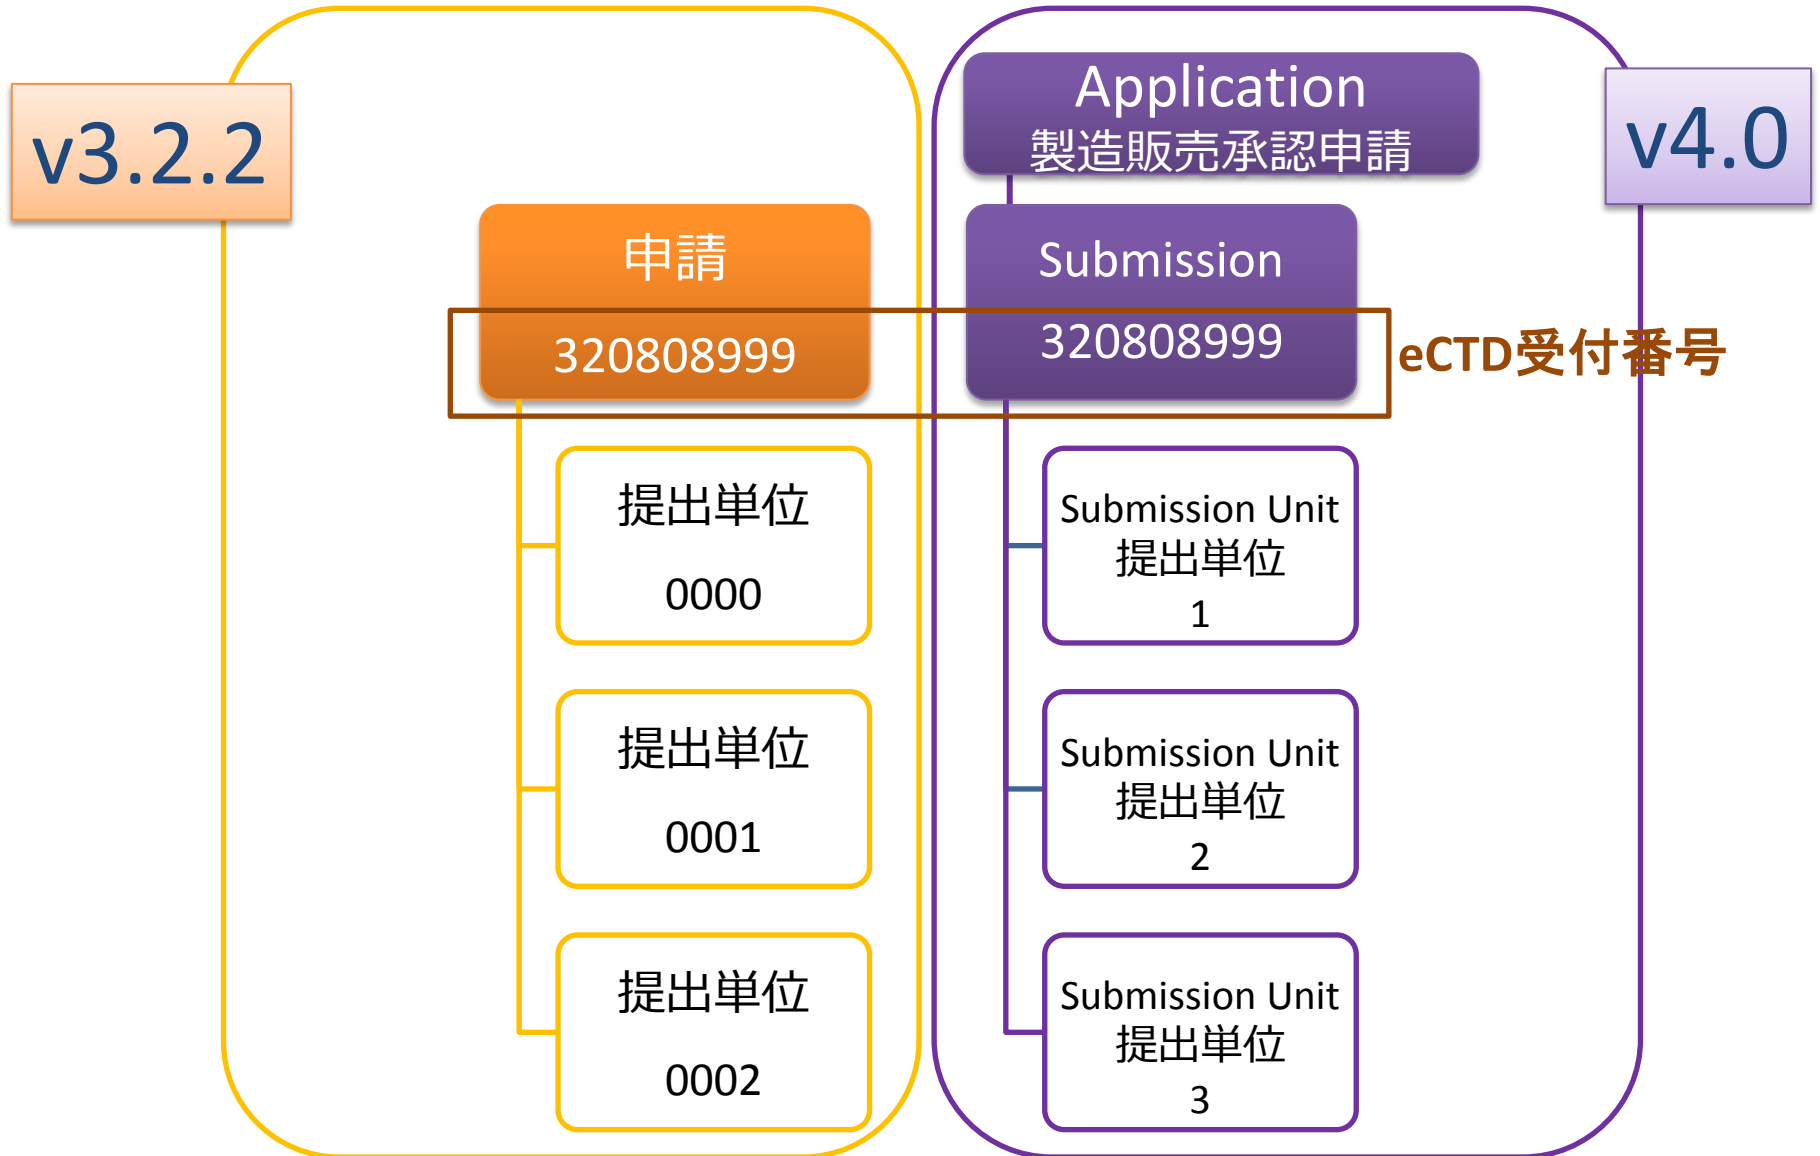 v3.2.2
申請
320808999
提出単位
0000
提出単位
0001
提出単位
0002
Application
製造販売承認申請
v4.0
Submission
320808999
eCTD受付番号
Submission Unit
提出単位
1
Submission Unit
提出単位
2
Submission Unit
提出単位
3